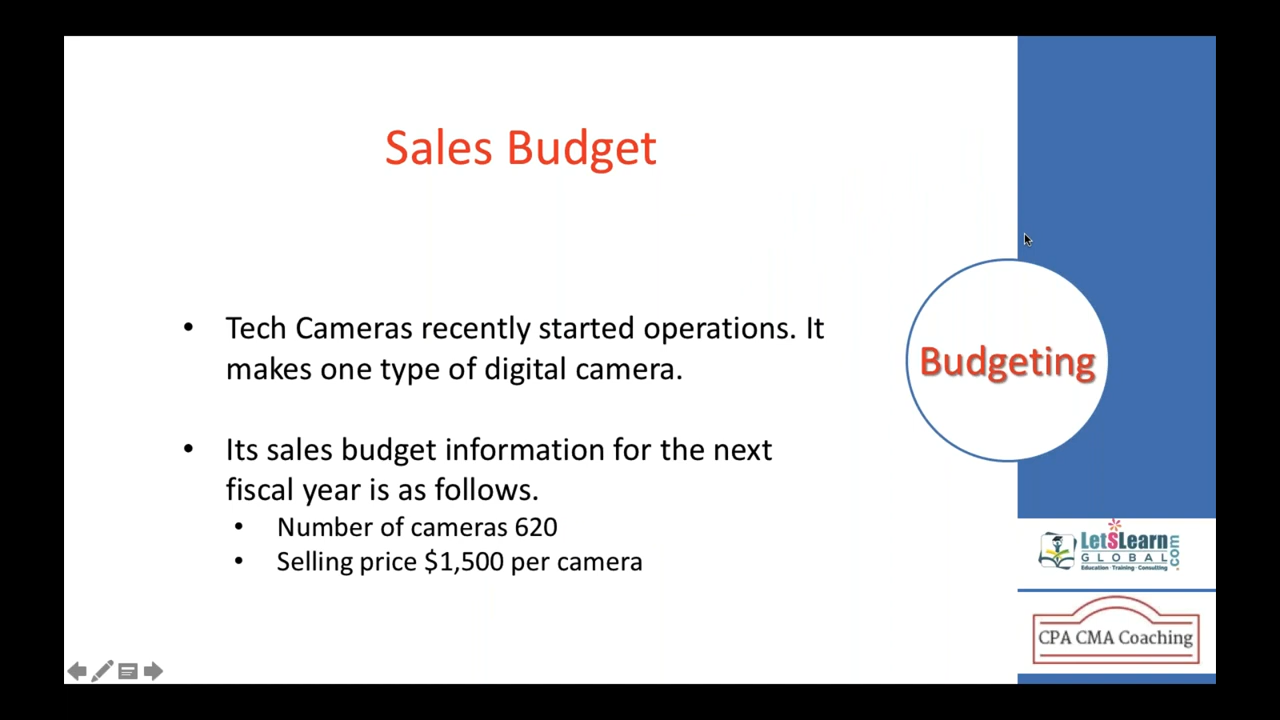 Sales Budget
• Tech Cameras recently started operations. It
makes one type of digital camera.
• Its sales budget information for the next
fiscal year is as follows.
• Number of cameras 620
• Selling price $1,500 per camera
Budgeting
LetSLearn
GLOBAL
.com
Education · Training · Consulting
CPA CMA Coaching